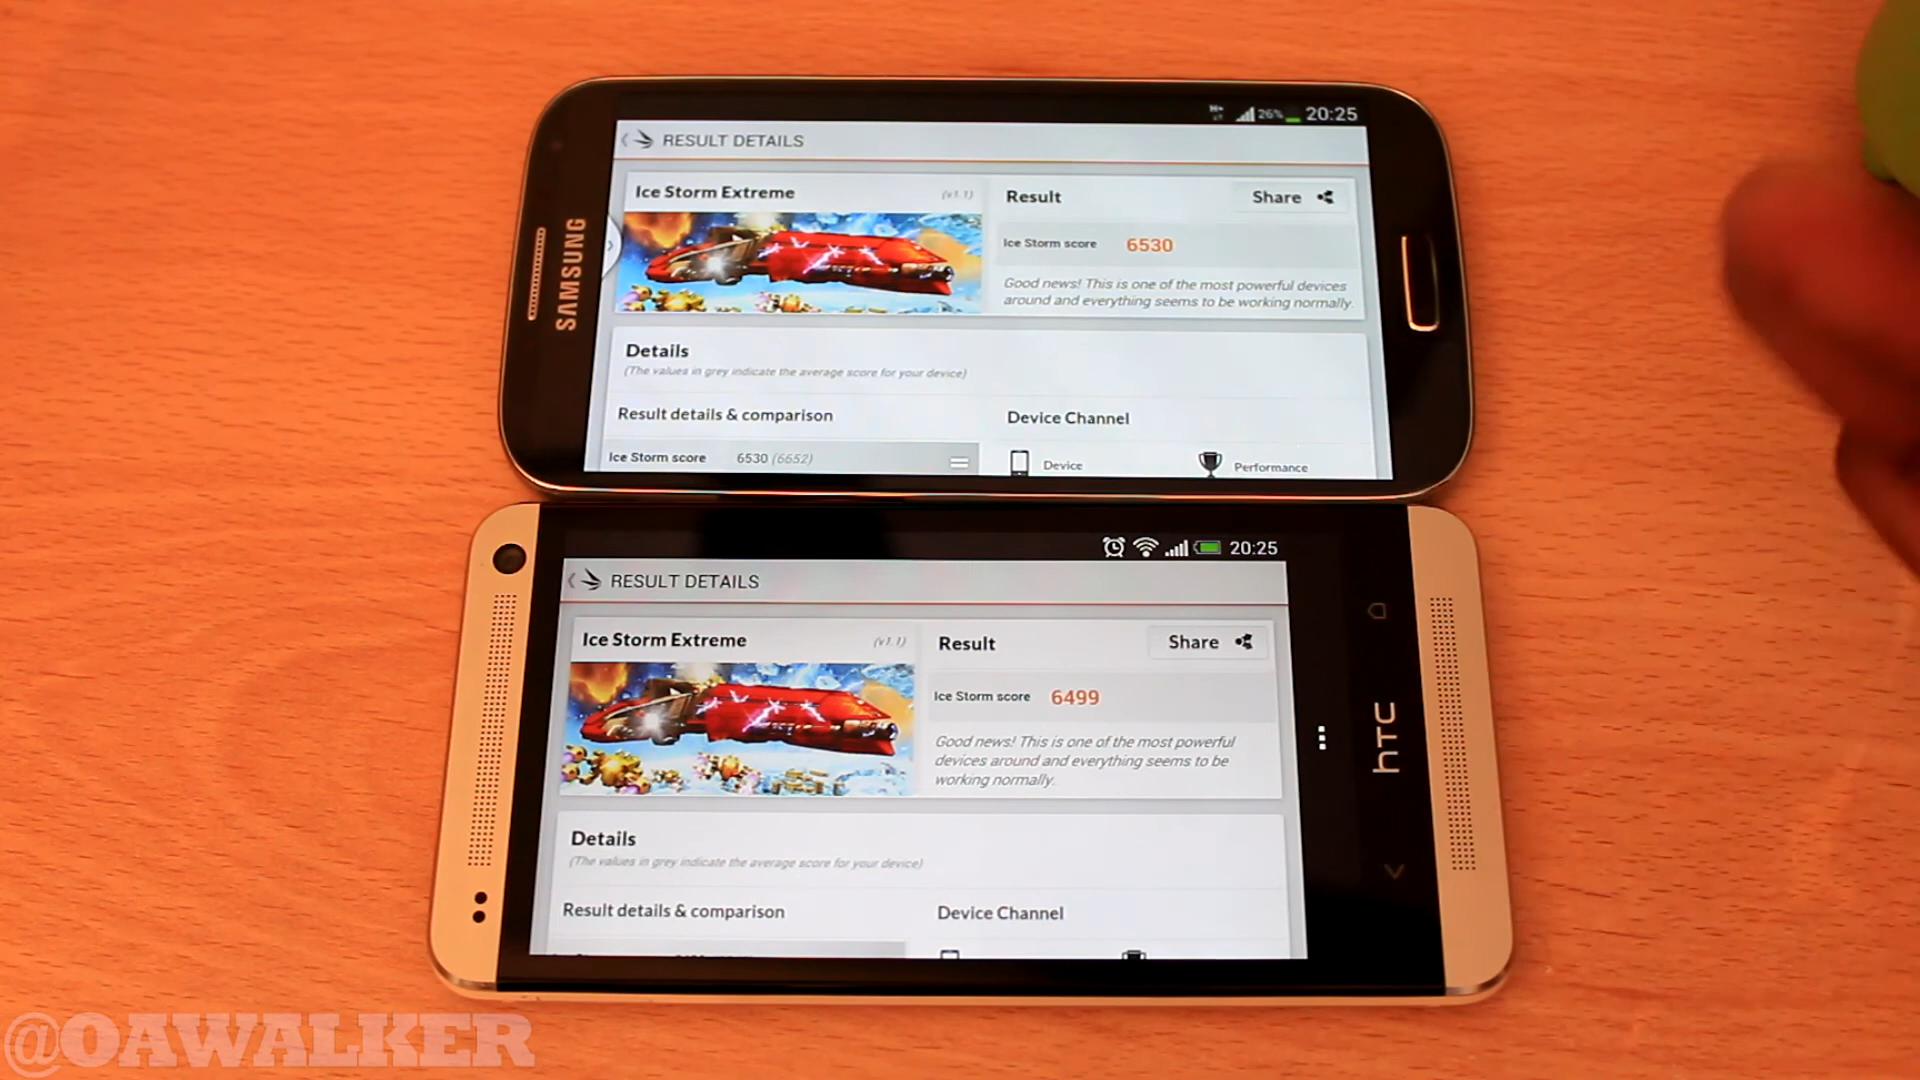 H+ 26% 20:25
RESULT DETAILS
Ice Storm Extreme (v1.1)
Result Share
Ice Storm score 6530
Good news! This is one of the most powerful devices
around and everything seems to be working normally.
SAMSUNG
Details
(The values in grey indicate the average score for your device)
Result details & comparison
Device Channel
Ice Storm score 6530 (6652)
Device Performance
20:25
RESULT DETAILS
Ice Storm Extreme (v1.1)
Result Share
Ice Storm score 6499
Good news! This is one of the most powerful
devices around and everything seems to be
working normally.
hTC
Details
(The values in grey indicate the average score for your device)
Result details & comparison
Device Channel
@OAWALKER